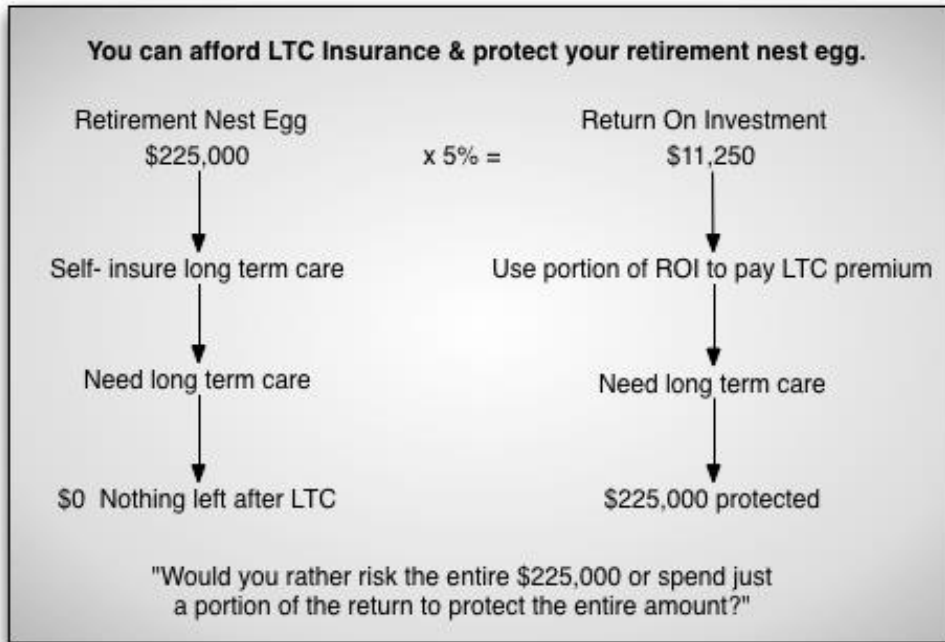 You can afford LTC Insurance & protect your retirement nest egg.
Retirement Nest Egg
$225,000
x 5% =
Return On Investment
$11,250
Self- insure long term care
Use portion of ROI to pay LTC premium
Need long term care
Need long term care
$0 Nothing left after LTC
$225,000 protected
"Would you rather risk the entire $225,000 or spend just
a portion of the return to protect the entire amount?"